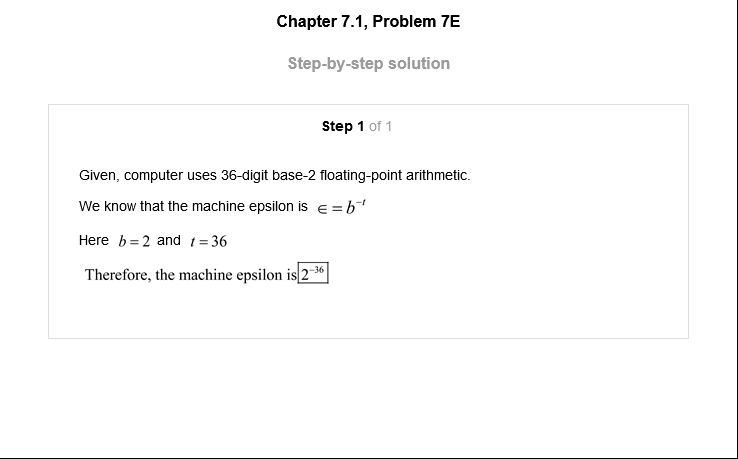 Chapter 7.1, Problem 7E
Step-by-step solution
Step 1 of 1
Given, computer uses 36-digit base-2 floating-point arithmetic.
We know that the machine epsilon is ∈ = b⁻ᵗ
Here b = 2 and t = 36
Therefore, the machine epsilon is 2⁻³⁶